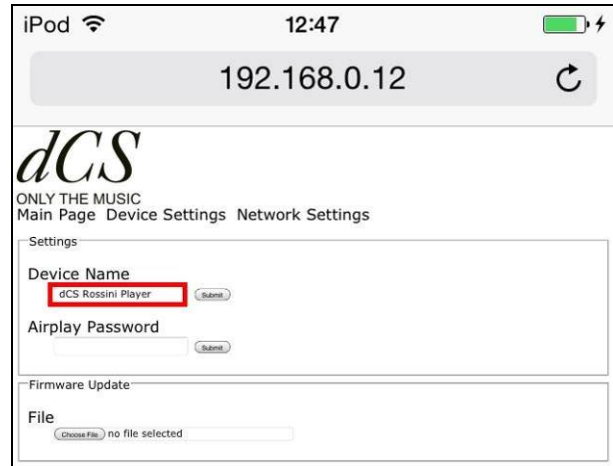 iPod 12:47
192.168.0.12
dCS
ONLY THE MUSIC
Main Page Device Settings Network Settings
Settings
Device Name
dCS Rossini Player Submit
Airplay Password
Submit
Firmware Update
File
Choose File no file selected